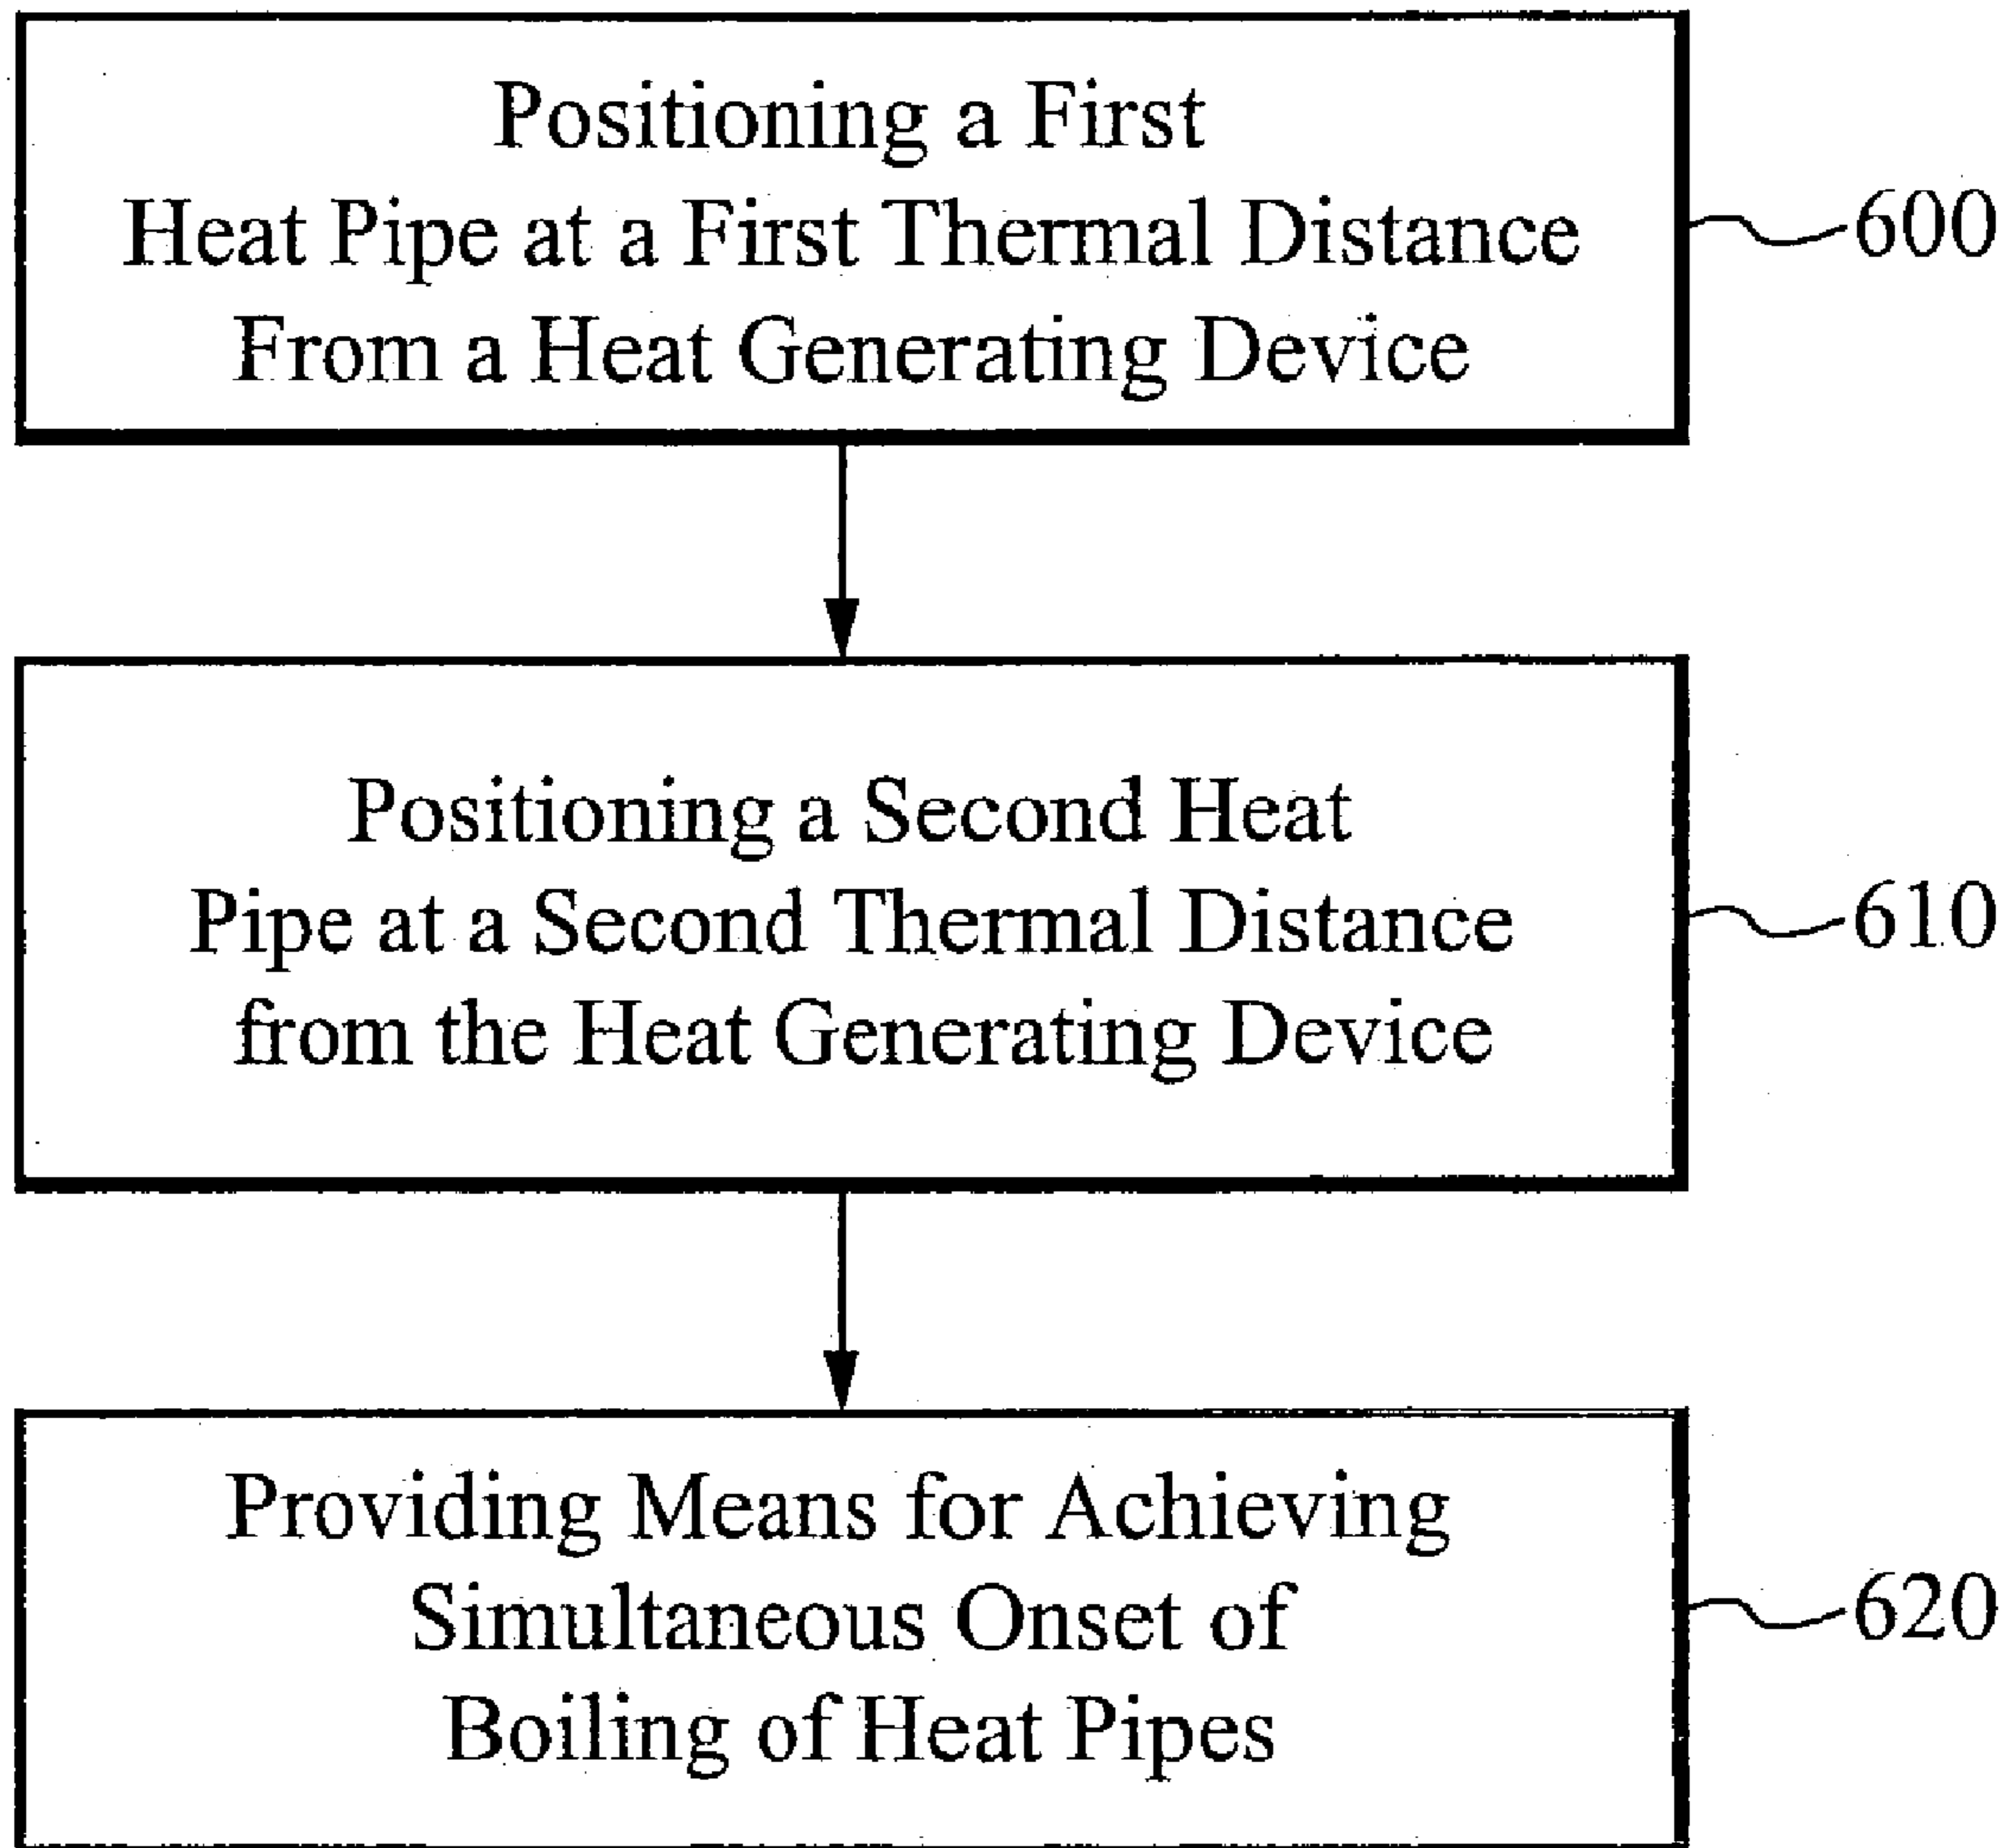 Positioning a First
Heat Pipe at a First Thermal Distance
From a Heat Generating Device
600
Positioning a Second Heat
Pipe at a Second Thermal Distance
from the Heat Generating Device
610
Providing Means for Achieving
Simultaneous Onset of
Boiling of Heat Pipes
620